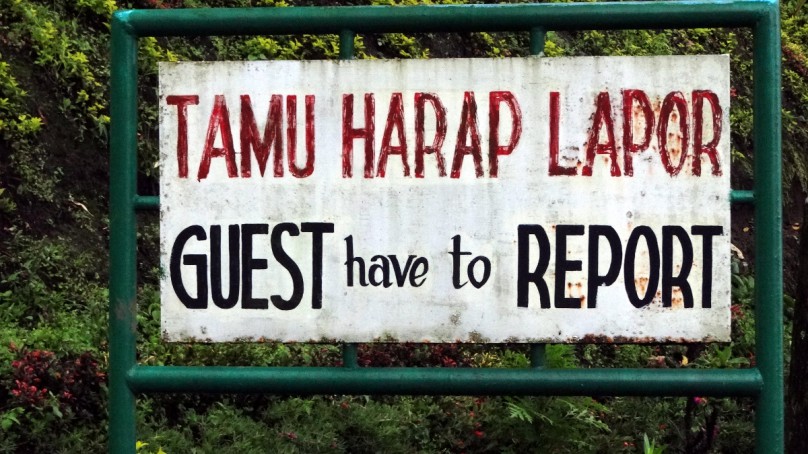 TAMU HARAP LAPOR
GUEST have to REPORT